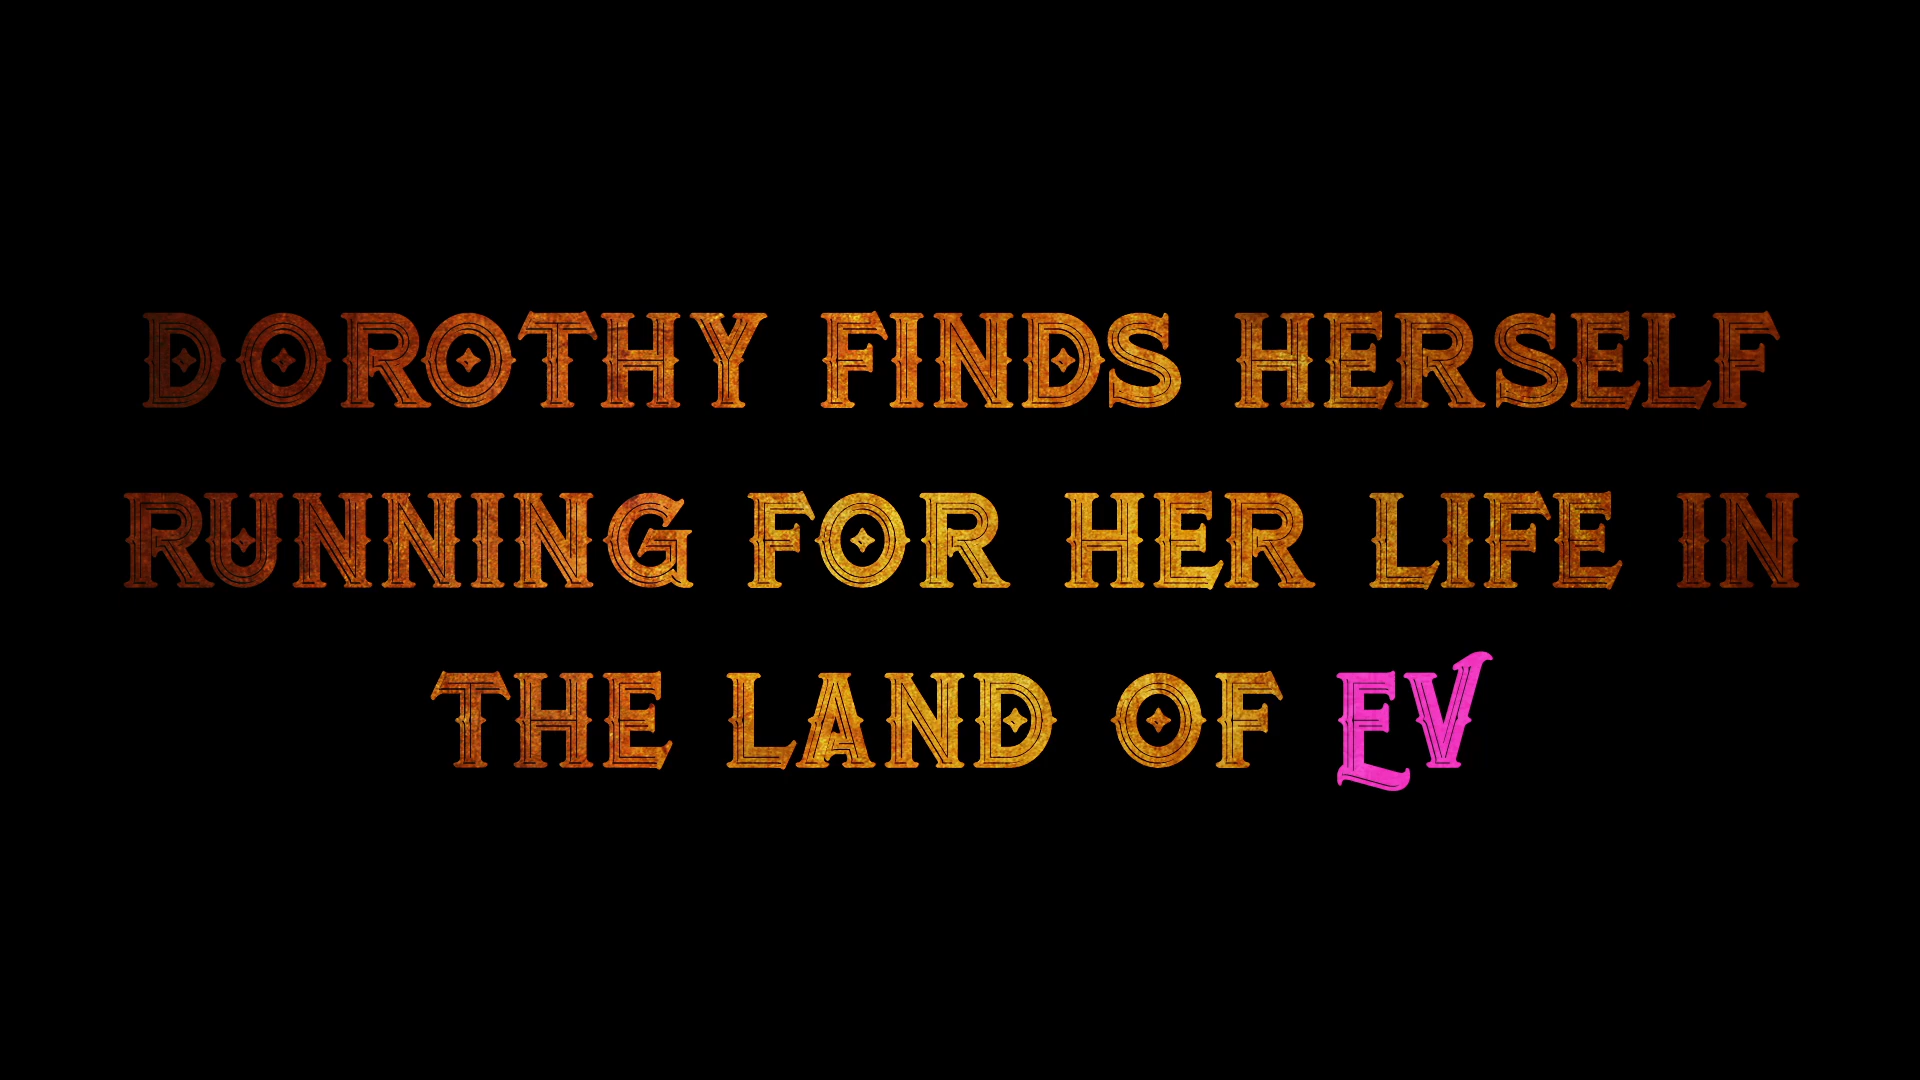 DOROTHY FINDS HERSELF
RUNNING FOR HER LIFE IN
THE LAND OF EV